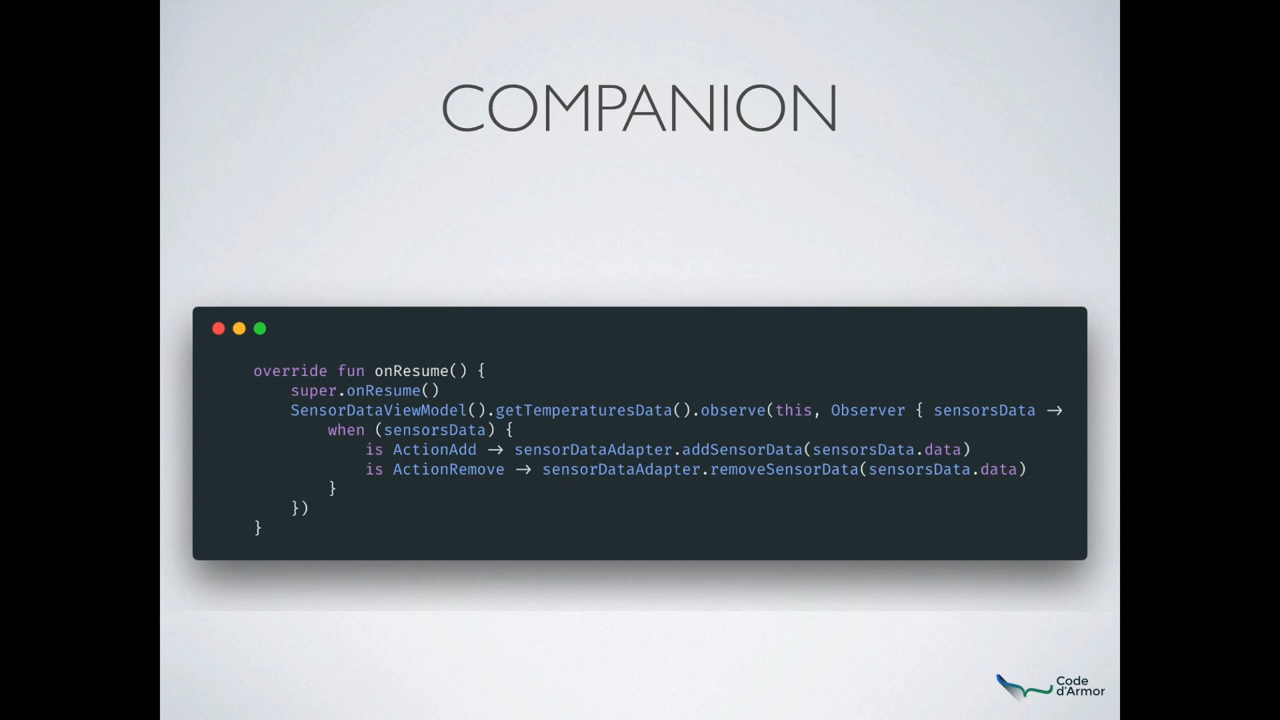 COMPANION
override fun onResume() {
super.onResume()
SensorDataViewModel().getTemperaturesData().observe(this, Observer { sensorsData →
when (sensorsData) {
is ActionAdd → sensorDataAdapter.addSensorData(sensorsData.data)
is ActionRemove → sensorDataAdapter.removeSensorData(sensorsData.data)
}
})
}
Code
d'Armor